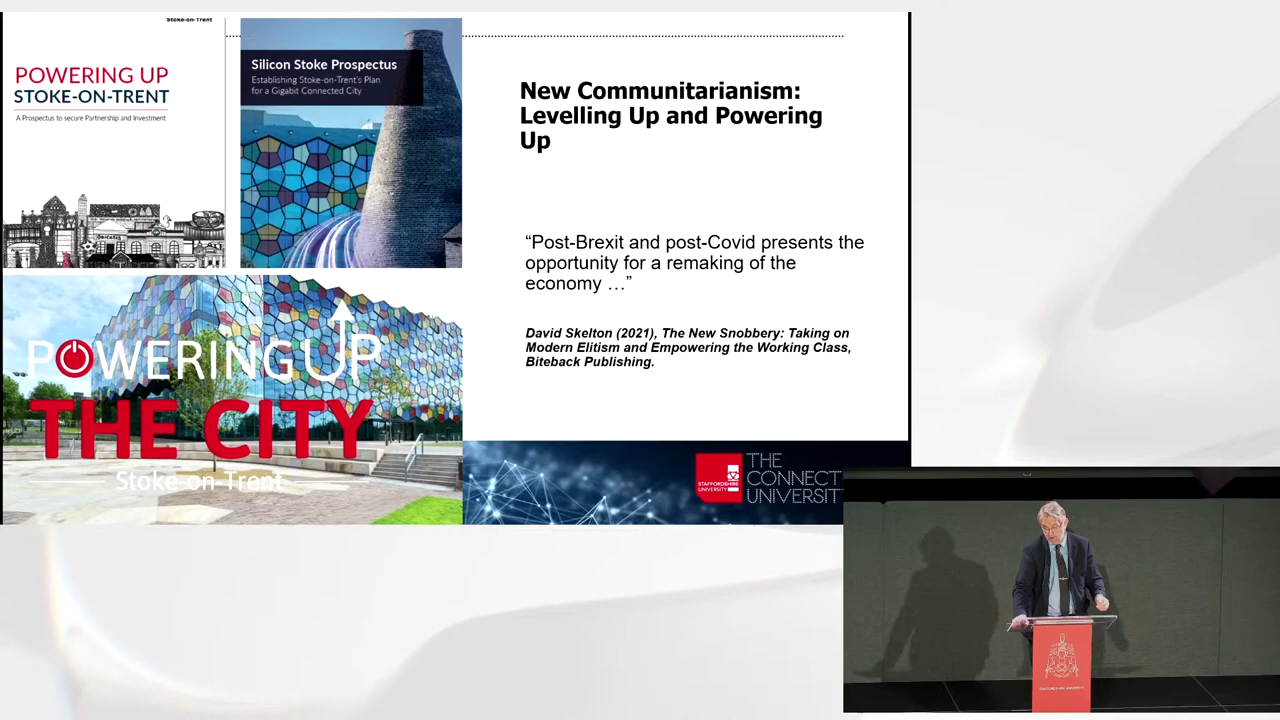 Stoke-on-Trent
POWERING UP
STOKE-ON-TRENT
A Prospectus to secure Partnership and Investment
Silicon Stoke Prospectus
Establishing Stoke-on-Trent's Plan
for a Gigabit Connected City
New Communitarianism:
Levelling Up and Powering
Up
“Post-Brexit and post-Covid presents the
opportunity for a remaking of the
economy …”
David Skelton (2021), The New Snobbery: Taking on
Modern Elitism and Empowering the Working Class,
Biteback Publishing.
POWERING UP
THE CITY
Stoke-on-Trent
STAFFORDSHIRE
UNIVERSITY
THE
CONNECT
UNIVERSIT
STAFFORDSHIRE UNIVERSITY